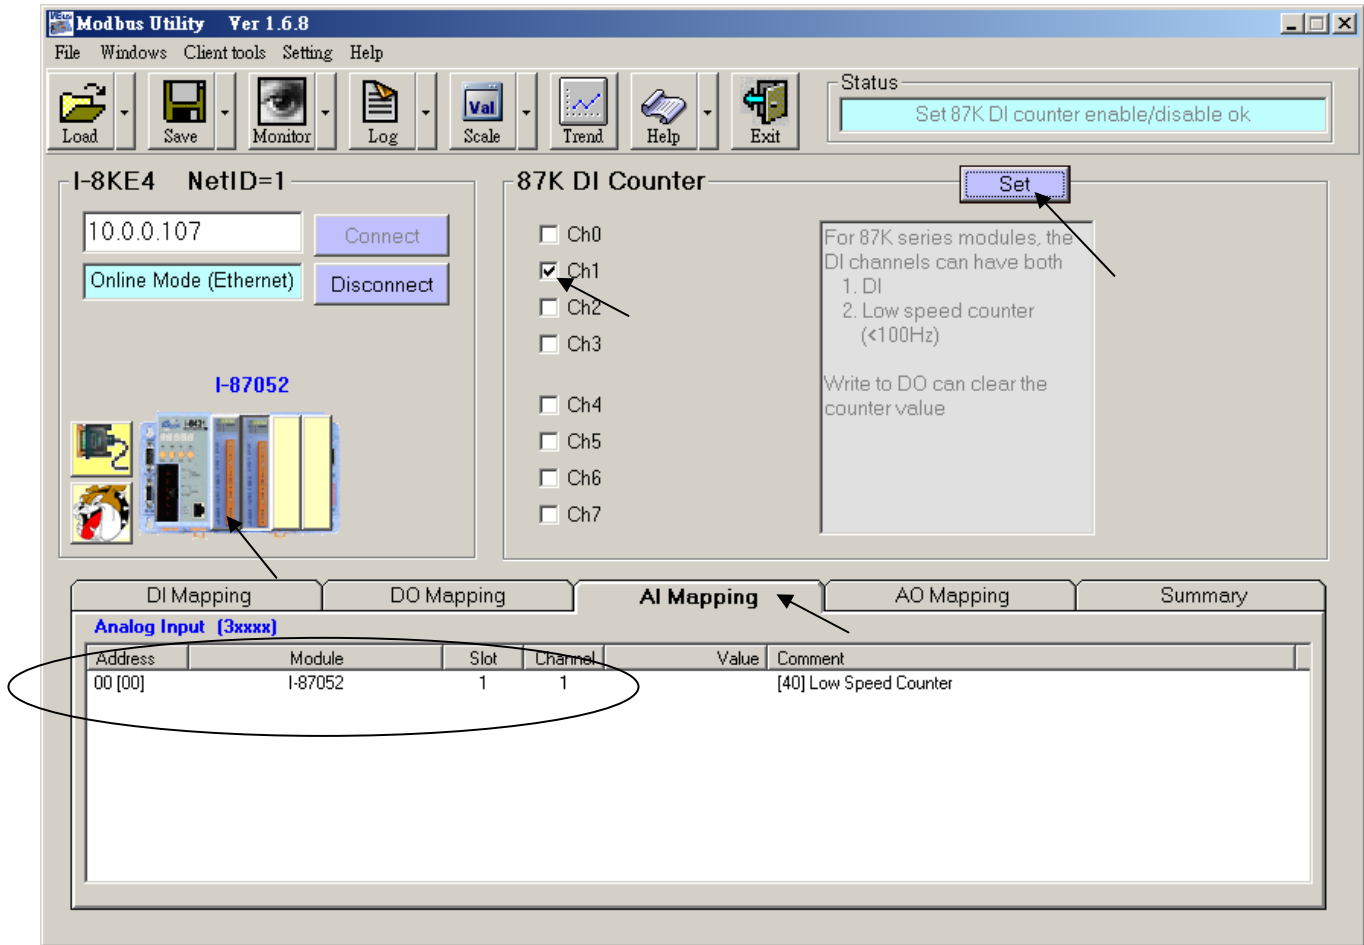 Modbus Utility Ver 1.6.8
File Windows Client tools Setting Help
Load Save Monitor Log Val Scale Trend Help Exit
Status
Set 87K DI counter enable/disable ok
I-8KE4 NetID=1
10.0.0.107
Connect
Online Mode (Ethernet)
Disconnect
I-87052
87K DI Counter
Set
Ch0
Ch1
Ch2
Ch3
Ch4
Ch5
Ch6
Ch7
For 87K series modules, the
DI channels can have both
1. DI
2. Low speed counter
(<100Hz)
Write to DO can clear the
counter value
DI Mapping DO Mapping AI Mapping AO Mapping Summary
Analog Input (3xxxx)
Address Module Slot Channel Value Comment
00 [00] I-87052 1 1 [40] Low Speed Counter